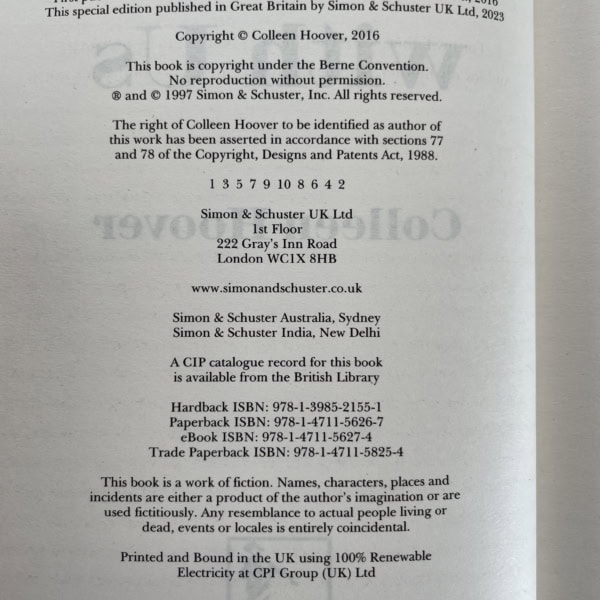 This special edition published in Great Britain by Simon & Schuster UK Ltd, 2023
Copyright © Colleen Hoover, 2016
This book is copyright under the Berne Convention.
No reproduction without permission.
® and © 1997 Simon & Schuster, Inc. All rights reserved.
The right of Colleen Hoover to be identified as author of
this work has been asserted in accordance with sections 77
and 78 of the Copyright, Designs and Patents Act, 1988.
1 3 5 7 9 10 8 6 4 2
Simon & Schuster UK Ltd
1st Floor
222 Gray's Inn Road
London WC1X 8HB
www.simonandschuster.co.uk
Simon & Schuster Australia, Sydney
Simon & Schuster India, New Delhi
A CIP catalogue record for this book
is available from the British Library
Hardback ISBN: 978-1-3985-2155-1
Paperback ISBN: 978-1-4711-5626-7
eBook ISBN: 978-1-4711-5627-4
Trade Paperback ISBN: 978-1-4711-5825-4
This book is a work of fiction. Names, characters, places and
incidents are either a product of the author's imagination or are
used fictitiously. Any resemblance to actual people living or
dead, events or locales is entirely coincidental.
Printed and Bound in the UK using 100% Renewable
Electricity at CPI Group (UK) Ltd